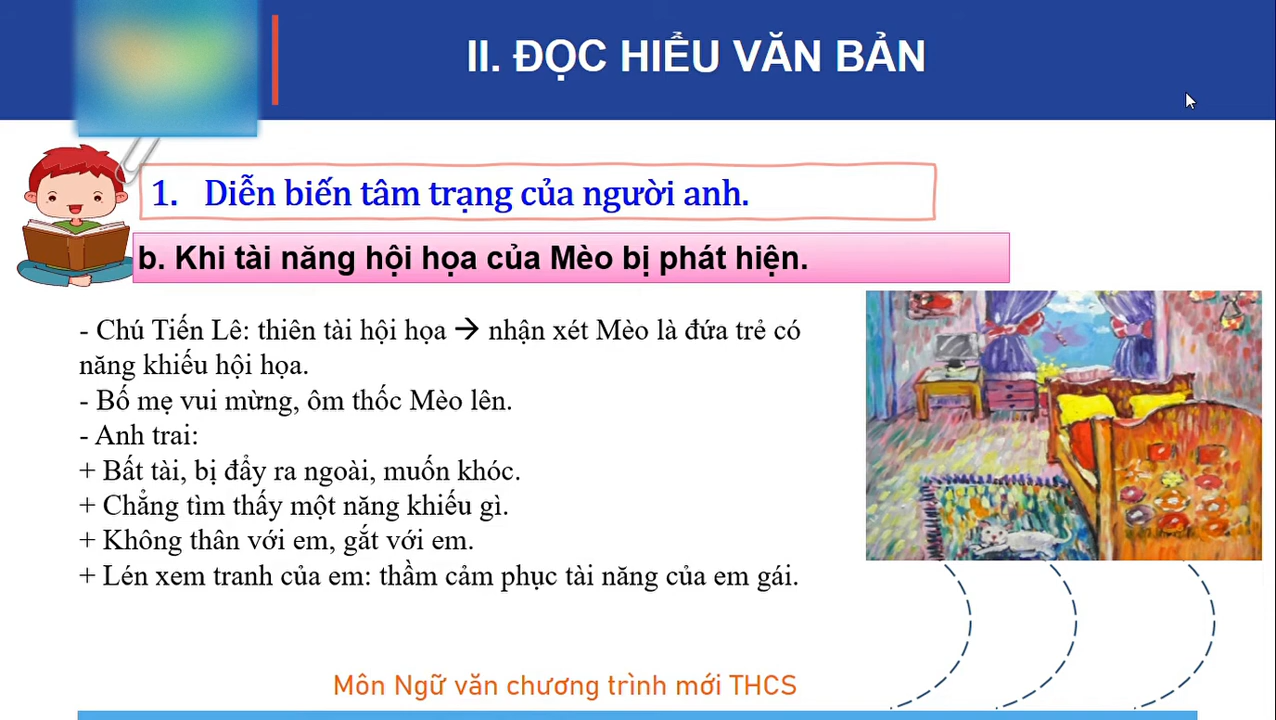 II. ĐỌC HIỂU VĂN BẢN
1. Diễn biến tâm trạng của người anh.
b. Khi tài năng hội họa của Mèo bị phát hiện.
- Chú Tiến Lê: thiên tài hội họa → nhận xét Mèo là đứa trẻ có
năng khiếu hội họa.
- Bố mẹ vui mừng, ôm thốc Mèo lên.
- Anh trai:
+ Bất tài, bị đẩy ra ngoài, muốn khóc.
+ Chẳng tìm thấy một năng khiếu gì.
+ Không thân với em, gắt với em.
+ Lén xem tranh của em: thầm cảm phục tài năng của em gái.
Môn Ngữ văn chương trình mới THCS